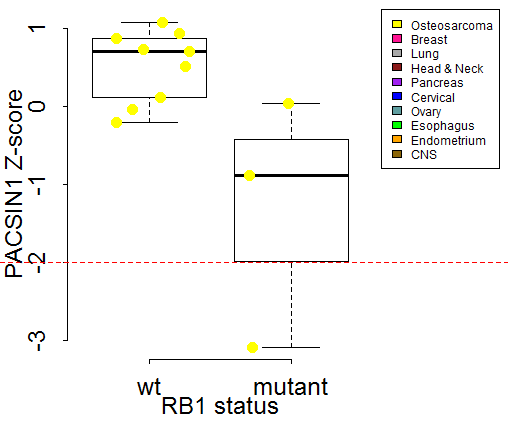 1
0
-1
-2
-3
PACSIN1 Z-score
wt
mutant
RB1 status
Osteosarcoma
Breast
Lung
Head & Neck
Pancreas
Cervical
Ovary
Esophagus
Endometrium
CNS